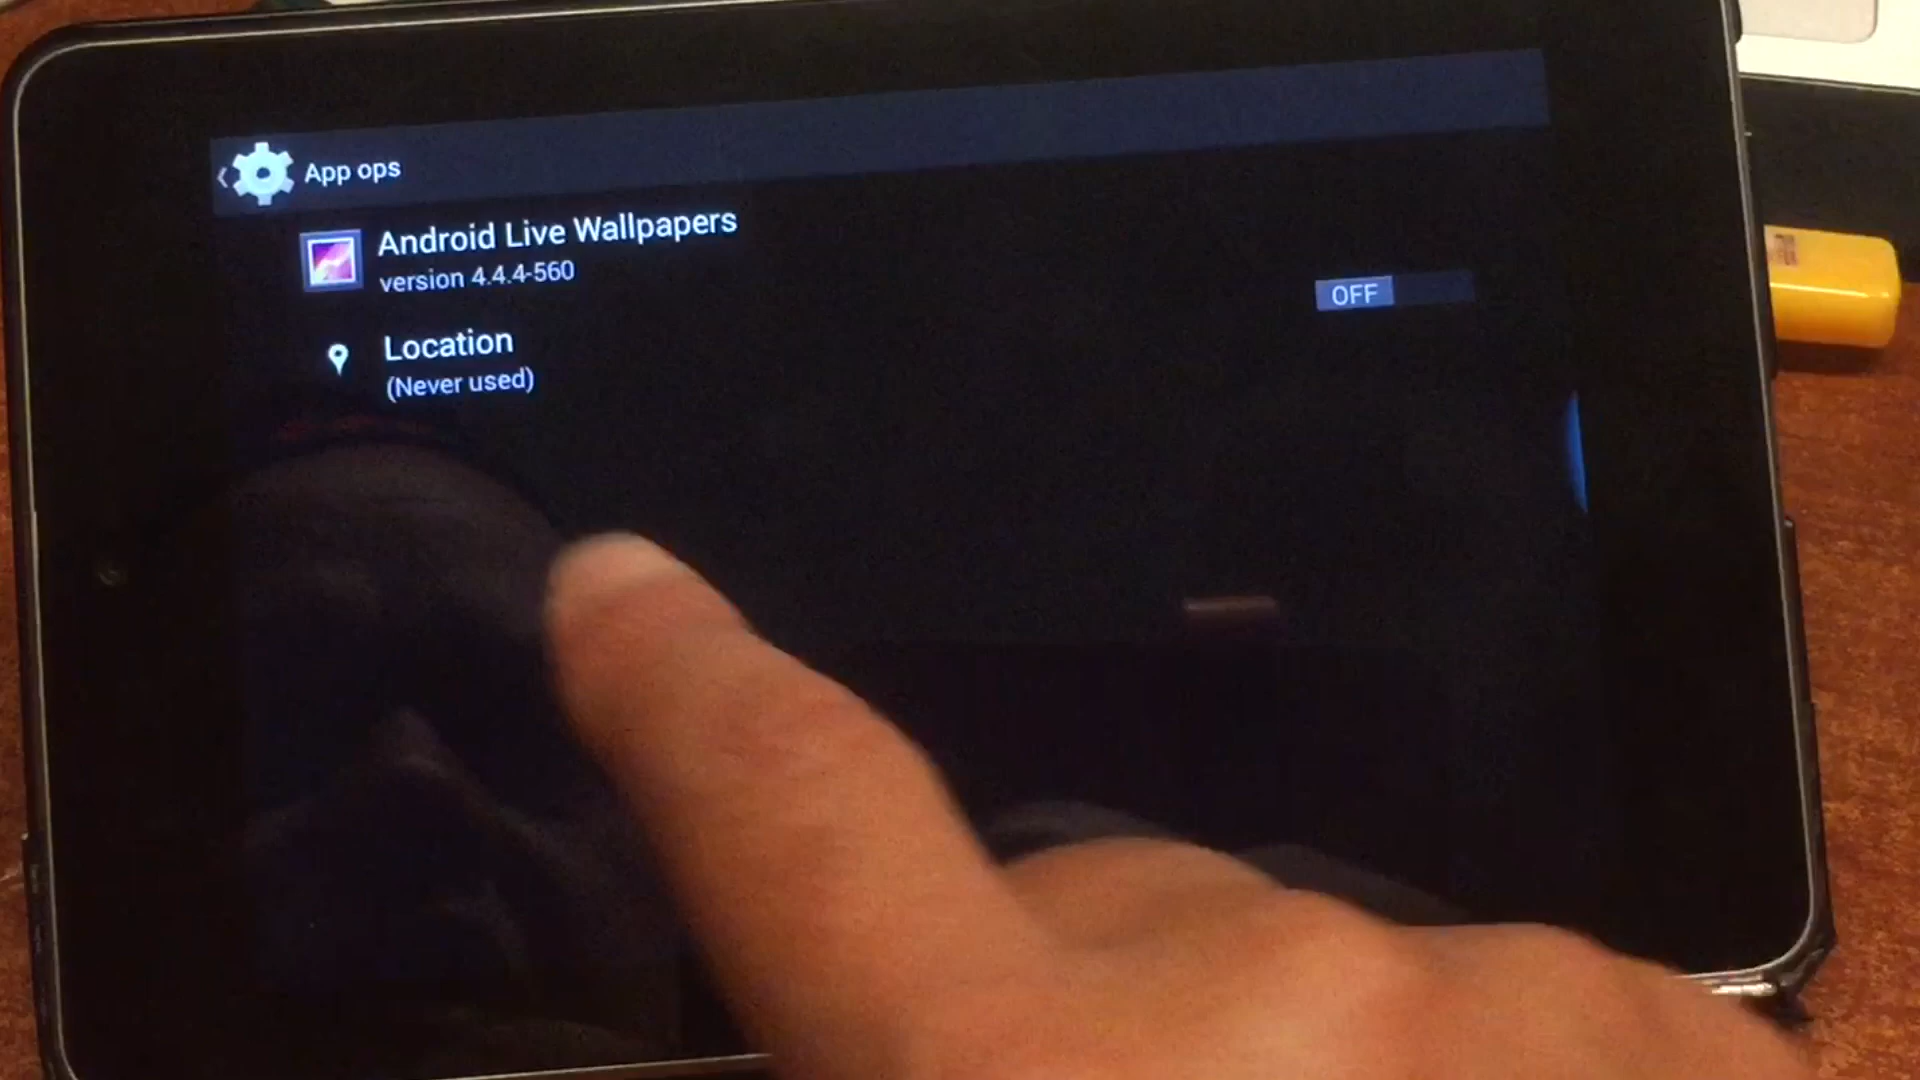 App ops
Android Live Wallpapers
version 4.4.4-560
OFF
Location
(Never used)